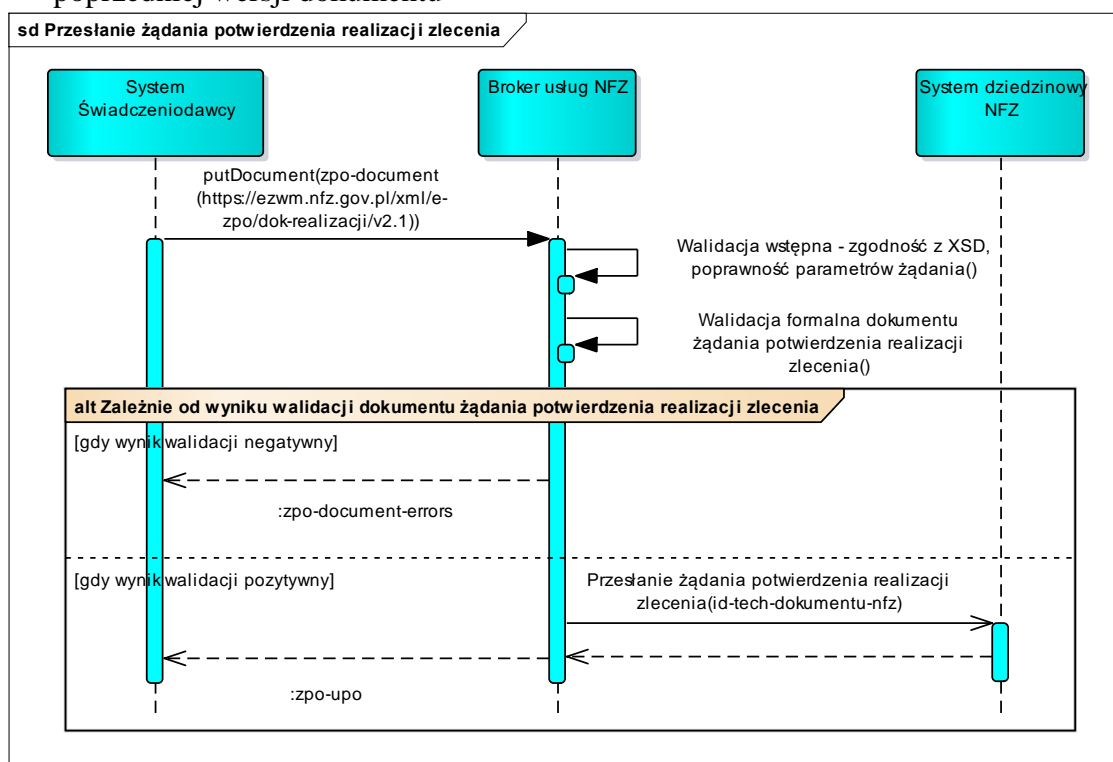 poprzedniej wersji dokumentu
sd Przesłanie żądania potwierdzenia realizacji zlecenia
System
Świadczeniodawcy
Broker usług NFZ
System dziedzinowy
NFZ
putDocument(zpo-document
(https://ezwm.nfz.gov.pl/xml/e-
zpo/dok-realizacji/v2.1))
Walidacja wstępna - zgodność z XSD,
poprawność parametrów żądania()
Walidacja formalna dokumentu
żądania potwierdzenia realizacji
zlecenia()
alt Zależnie od wyniku walidacji dokumentu żądania potwierdzenia realizacji zlecenia
[gdy wynik walidacji negatywny]
:zpo-document-errors
[gdy wynik walidacji pozytywny]
Przesłanie żądania potwierdzenia realizacji
zlecenia(id-tech-dokumentu-nfz)
:zpo-upo